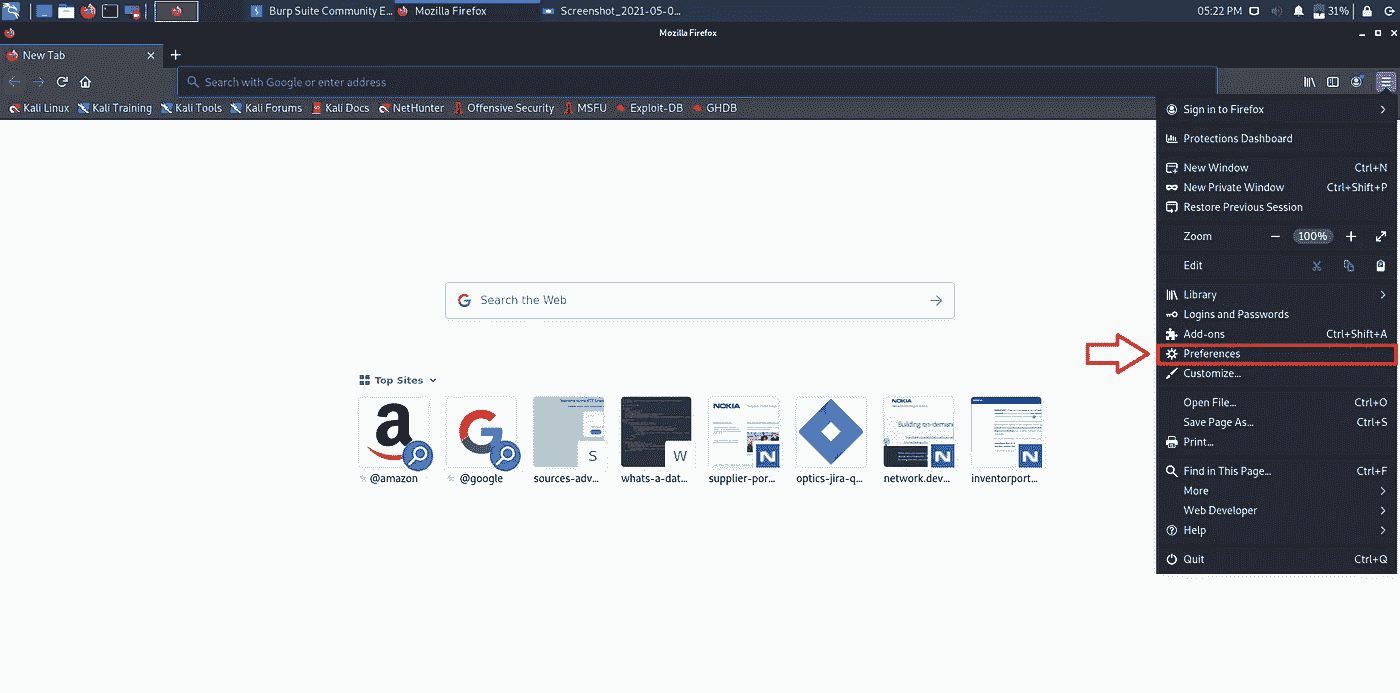 Burp Suite Community E...
Mozilla Firefox
Screenshot_2021-05-0...
05:22 PM
31%
Mozilla Firefox
New Tab
Search with Google or enter address
Kali Linux
Kali Training
Kali Tools
Kali Forums
Kali Docs
NetHunter
Offensive Security
MSFU
Exploit-DB
GHDB
Search the Web
Top Sites
@amazon
@google
S
sources-adv...
W
whats-a-dat...
NOKIA
N
supplier-por...
optics-jira-q...
NOKIA
Building on-deman
N
network.dev...
N
inventorport...
Sign in to Firefox
Protections Dashboard
New Window Ctrl+N
New Private Window Ctrl+Shift+P
Restore Previous Session
Zoom − 100% +
Edit
Library
Logins and Passwords
Add-ons Ctrl+Shift+A
Preferences
Customize...
Open File... Ctrl+O
Save Page As... Ctrl+S
Print...
Find in This Page... Ctrl+F
More
Web Developer
Help
Quit Ctrl+Q